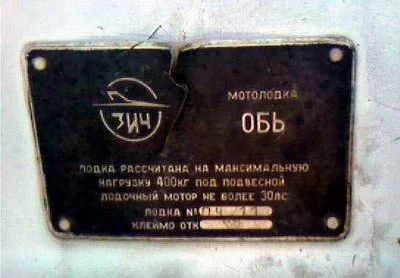 ЗИЧ
МОТОЛОДКА
ОБЬ
ЛОДКА РАССЧИТАНА НА МАКСИМАЛЬНУЮ
НАГРУЗКУ 400КГ ПОД ПОДВЕСНОЙ
ЛОДОЧНЫЙ МОТОР НЕ БОЛЕЕ 30ЛС
ЛОДКА №
КЛЕЙМО ОТК